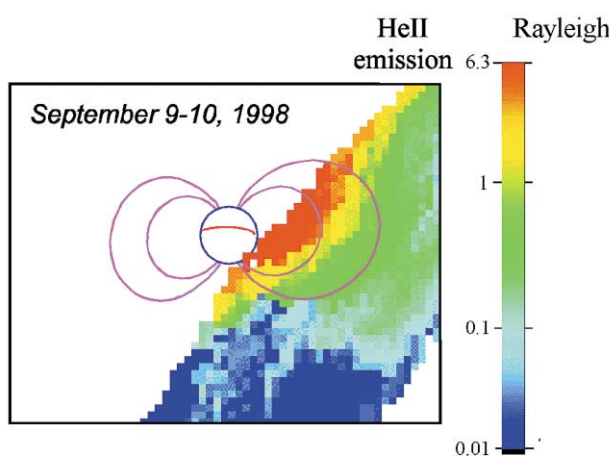 HeII
emission
Rayleigh
September 9-10, 1998
6.3
1
0.1
0.01